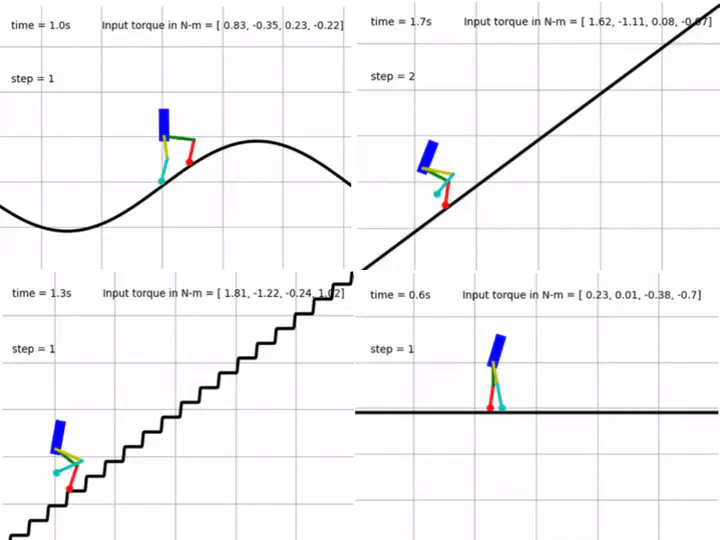 time = 1.0s Input torque in N-m = [ 0.83, -0.35, 0.23, -0.22]
step = 1
time = 1.7s Input torque in N-m = [ 1.62, -1.11, 0.08, -0.07]
step = 2
time = 1.3s Input torque in N-m = [ 1.81, -1.22, -0.24, 1.02]
step = 1
time = 0.6s Input torque in N-m = [ 0.23, 0.01, -0.38, -0.7]
step = 1